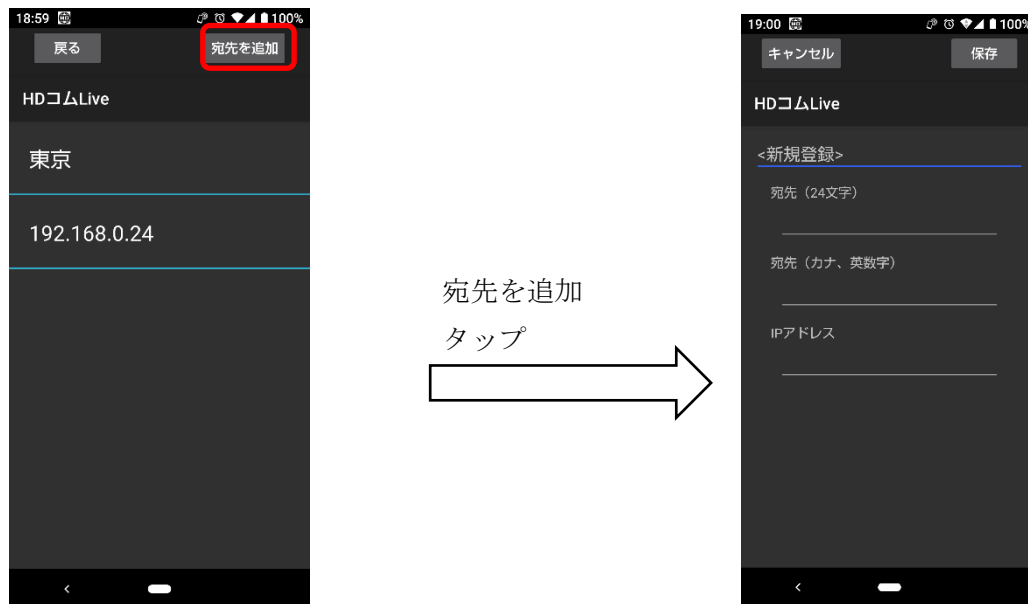 18:59
100%
戻る
宛先を追加
HDコムLive
東京
192.168.0.24
宛先を追加
タップ
19:00
100%
キャンセル
保存
HDコムLive
<新規登録>
宛先（24文字）
宛先（カナ、英数字）
IPアドレス